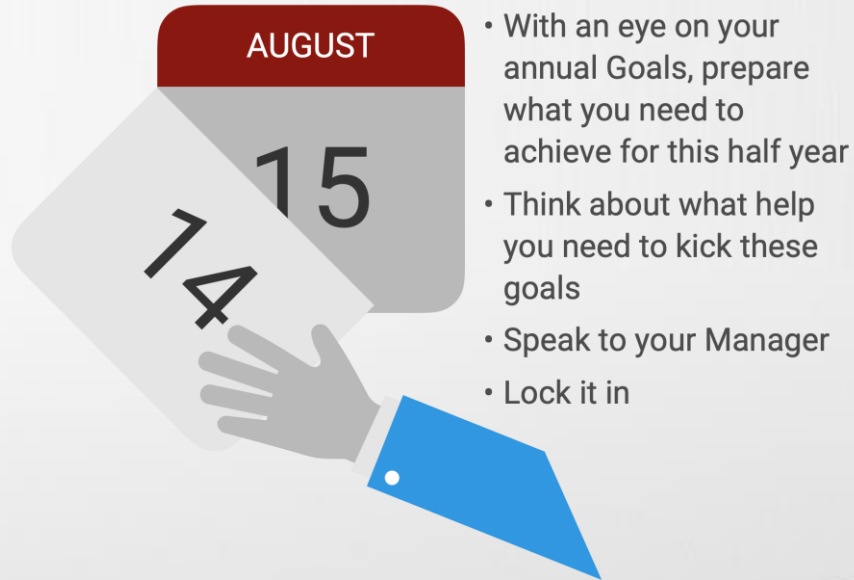 AUGUST
15
14
• With an eye on your
annual Goals, prepare
what you need to
achieve for this half year
• Think about what help
you need to kick these
goals
• Speak to your Manager
• Lock it in